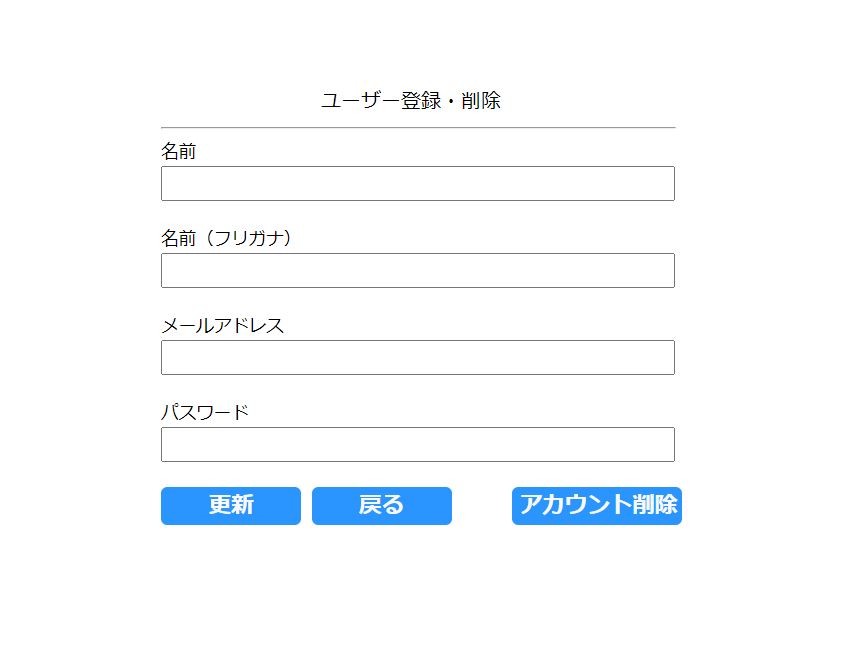 ユーザー登録・削除
名前
名前（フリガナ）
メールアドレス
パスワード
更新 戻る アカウント削除